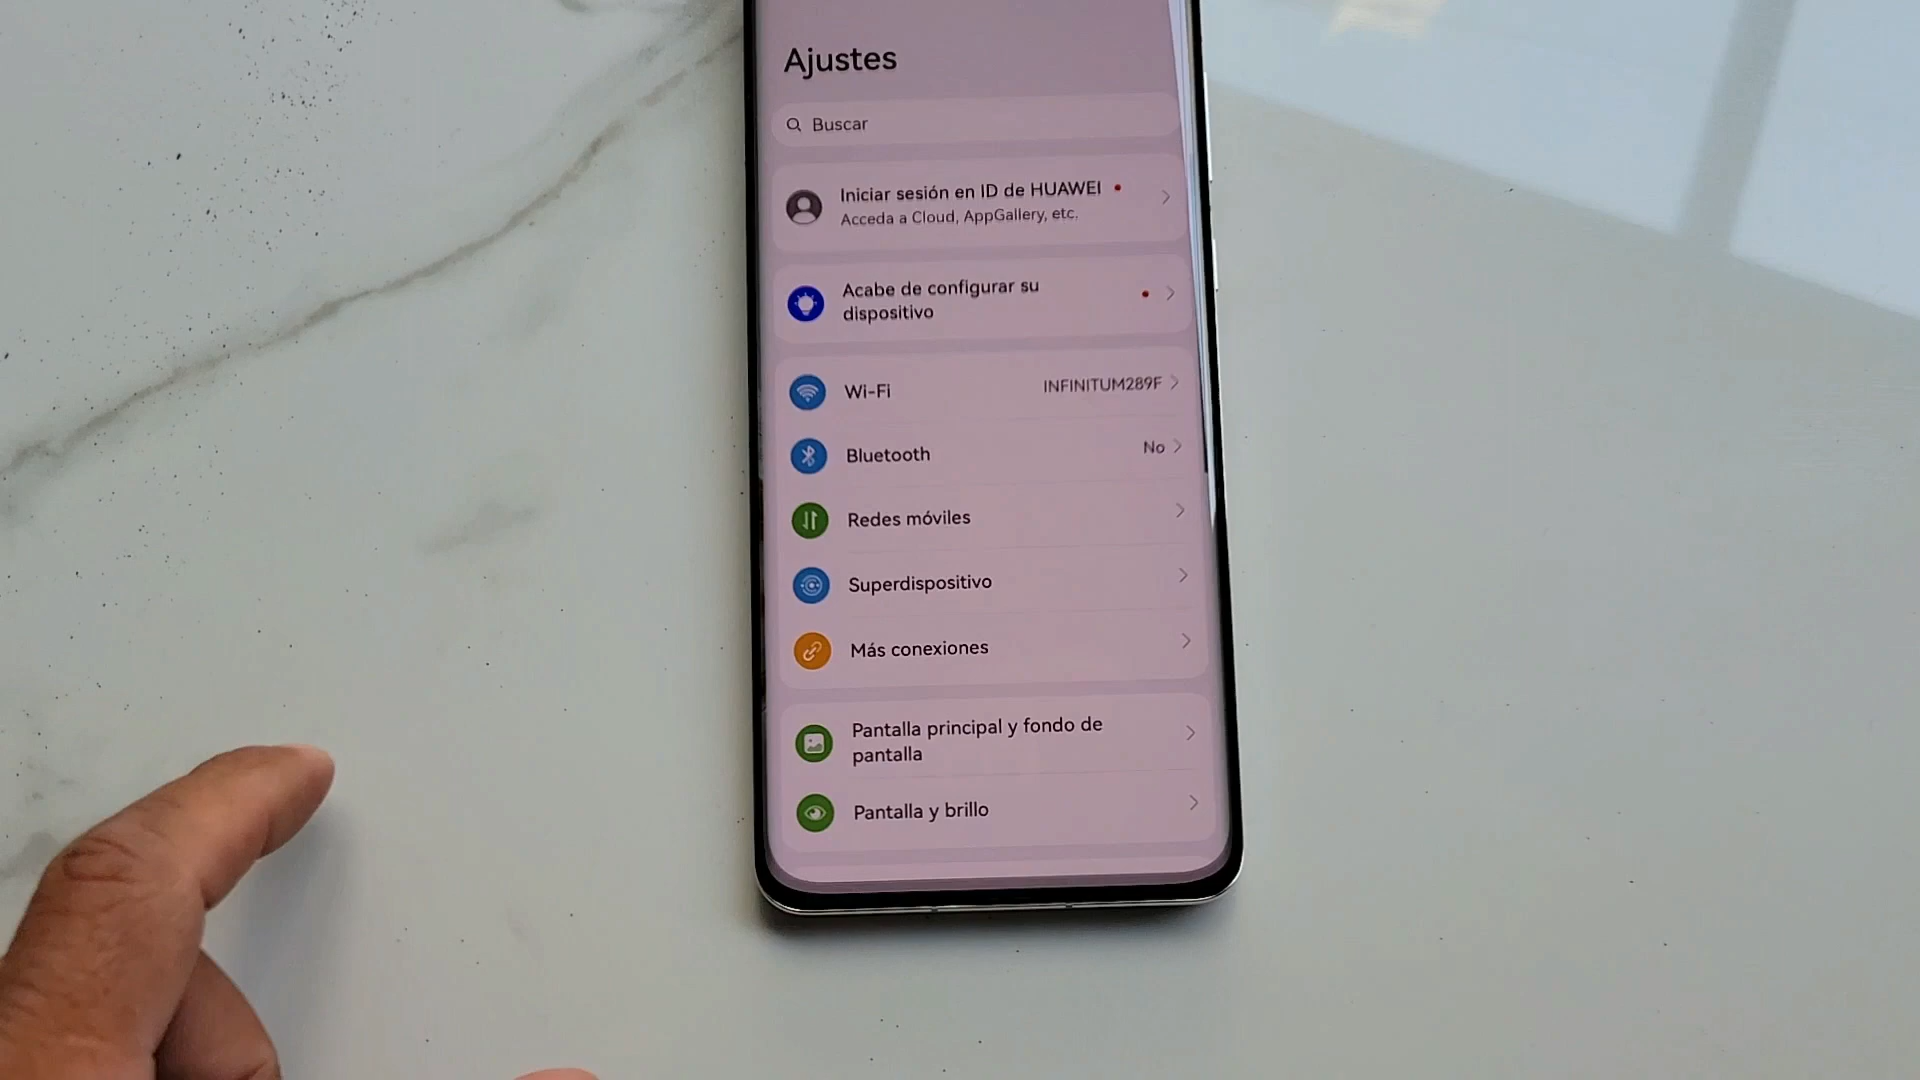 Ajustes
Buscar
Iniciar sesión en ID de HUAWEI
Acceda a Cloud, AppGallery, etc.
Acabe de configurar su
dispositivo
Wi-Fi INFINITUM289F
Bluetooth No
Redes móviles
Superdispositivo
Más conexiones
Pantalla principal y fondo de
pantalla
Pantalla y brillo